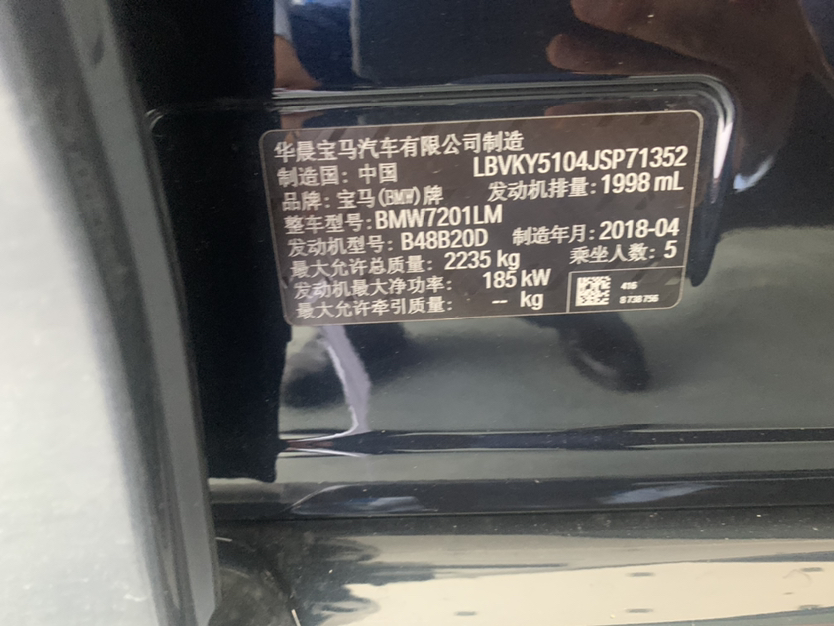 华晨宝马汽车有限公司制造
制造国：中国 LBVKY5104JSP71352
品牌：宝马(BMW)牌 发动机排量：1998 mL
整车型号：BMW7201LM
发动机型号：B48B20D 制造年月：2018-04
最大允许总质量：2235 kg 乘坐人数：5
发动机最大净功率： 185 kW
最大允许牵引质量： -- kg
416
8738756